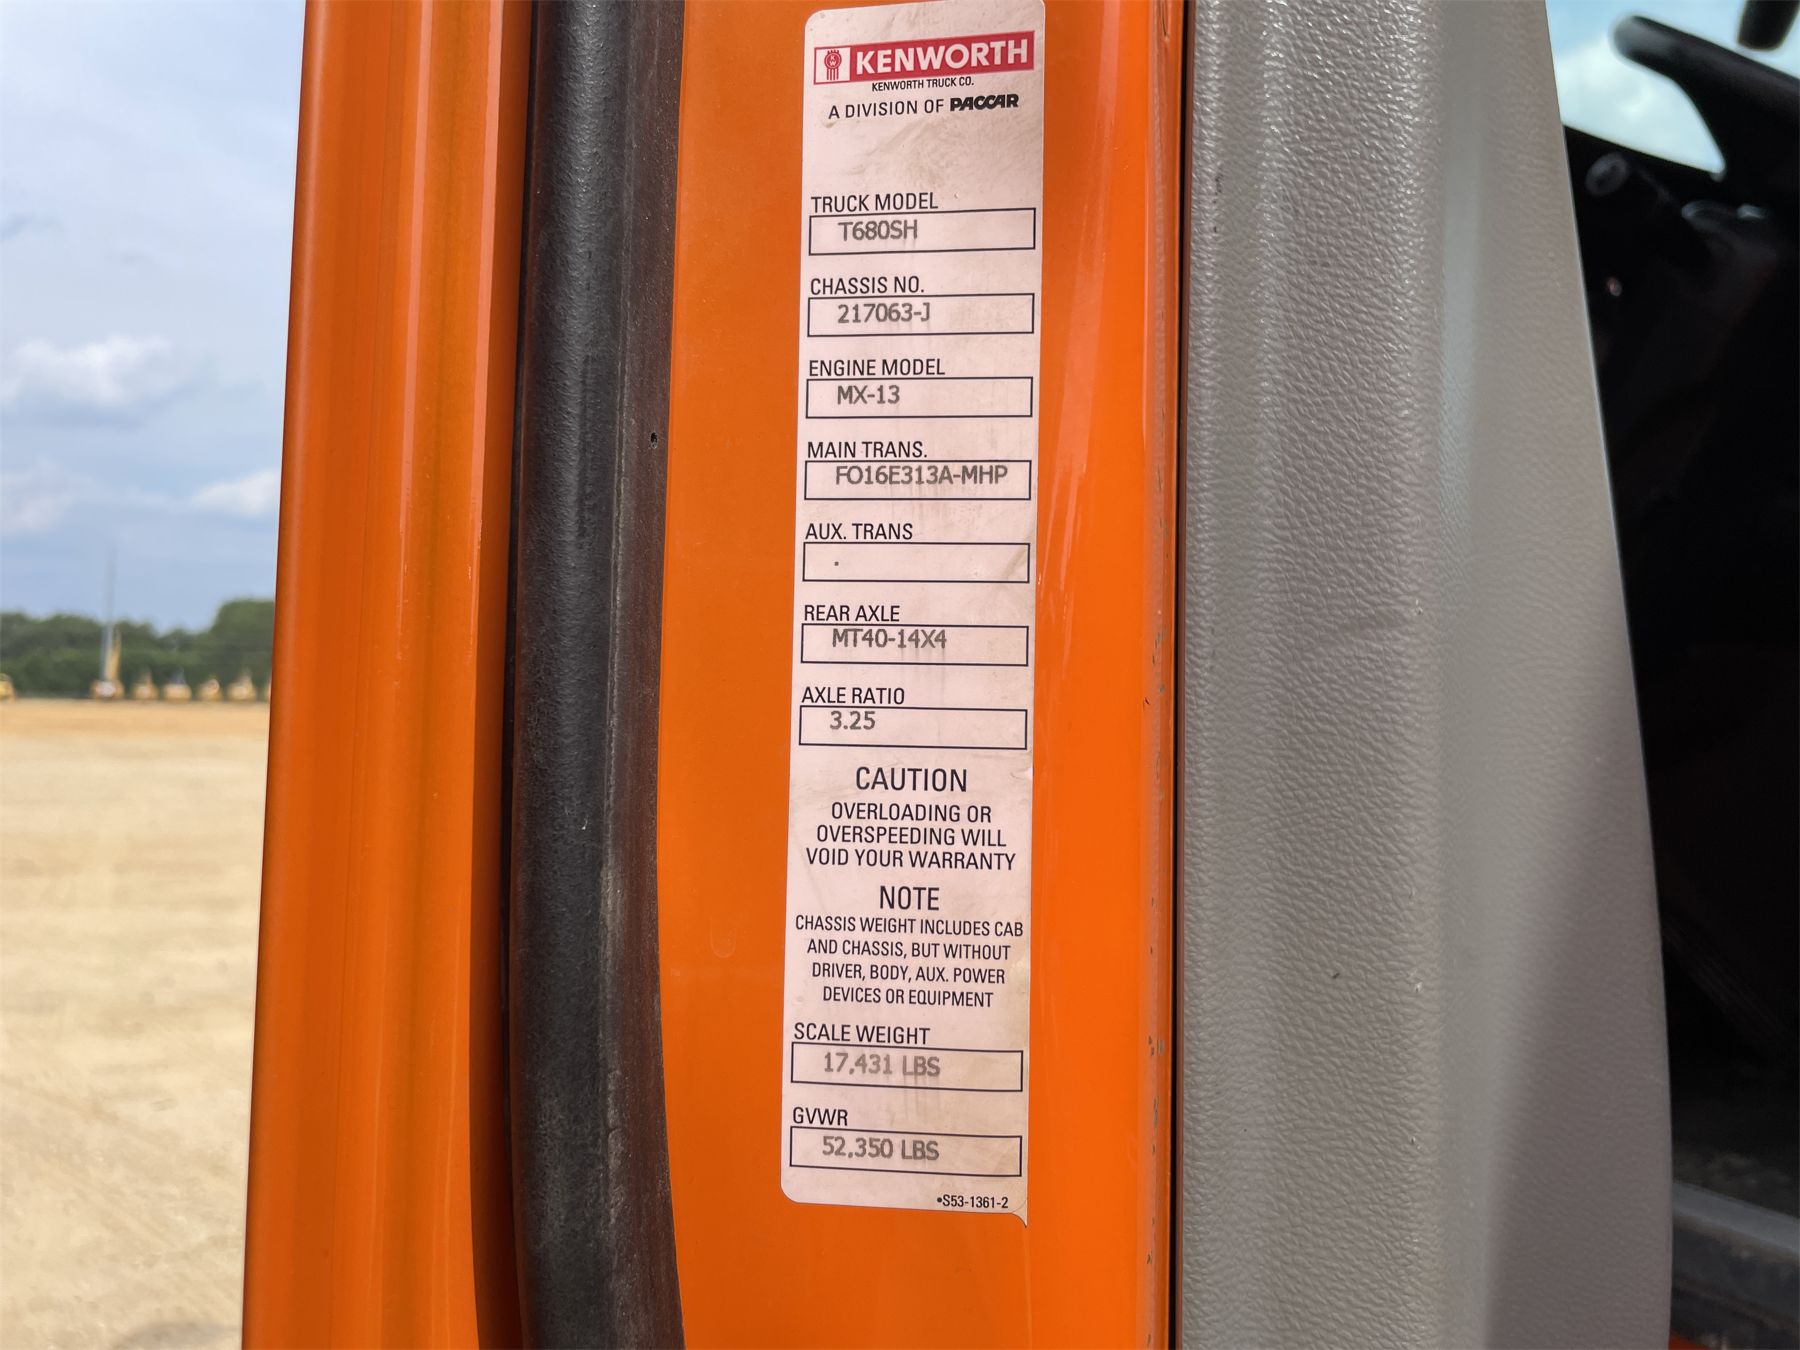 KENWORTH
KENWORTH TRUCK CO.
A DIVISION OF PACCAR
TRUCK MODEL
T680SH
CHASSIS NO.
217063-J
ENGINE MODEL
MX-13
MAIN TRANS.
FO16E313A-MHP
AUX. TRANS
.
REAR AXLE
MT40-14X4
AXLE RATIO
3.25
CAUTION
OVERLOADING OR
OVERSPEEDING WILL
VOID YOUR WARRANTY
NOTE
CHASSIS WEIGHT INCLUDES CAB
AND CHASSIS, BUT WITHOUT
DRIVER, BODY, AUX. POWER
DEVICES OR EQUIPMENT
SCALE WEIGHT
17,431 LBS
GVWR
52,350 LBS
•S53-1361-2